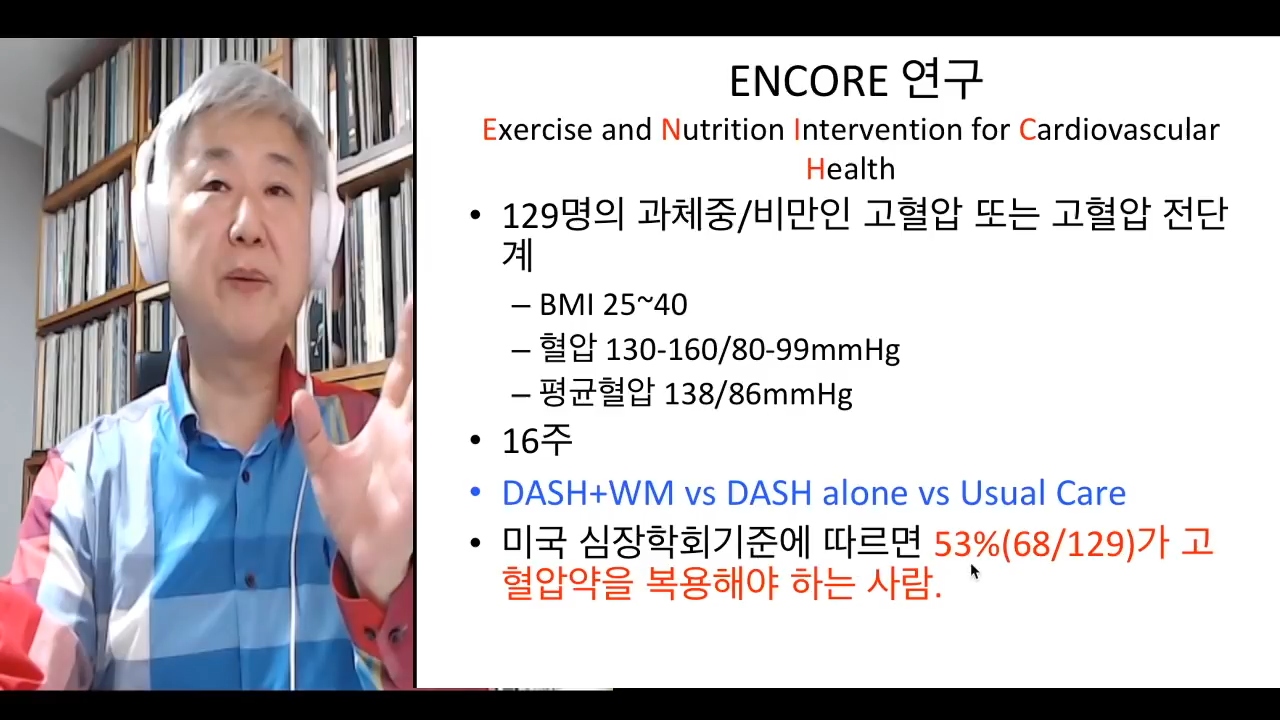 ENCORE 연구
Exercise and Nutrition Intervention for Cardiovascular
Health
• 129명의 과체중/비만인 고혈압 또는 고혈압 전단
계
– BMI 25~40
– 혈압 130-160/80-99mmHg
– 평균혈압 138/86mmHg
• 16주
• DASH+WM vs DASH alone vs Usual Care
• 미국 심장학회기준에 따르면 53%(68/129)가 고
혈압약을 복용해야 하는 사람.